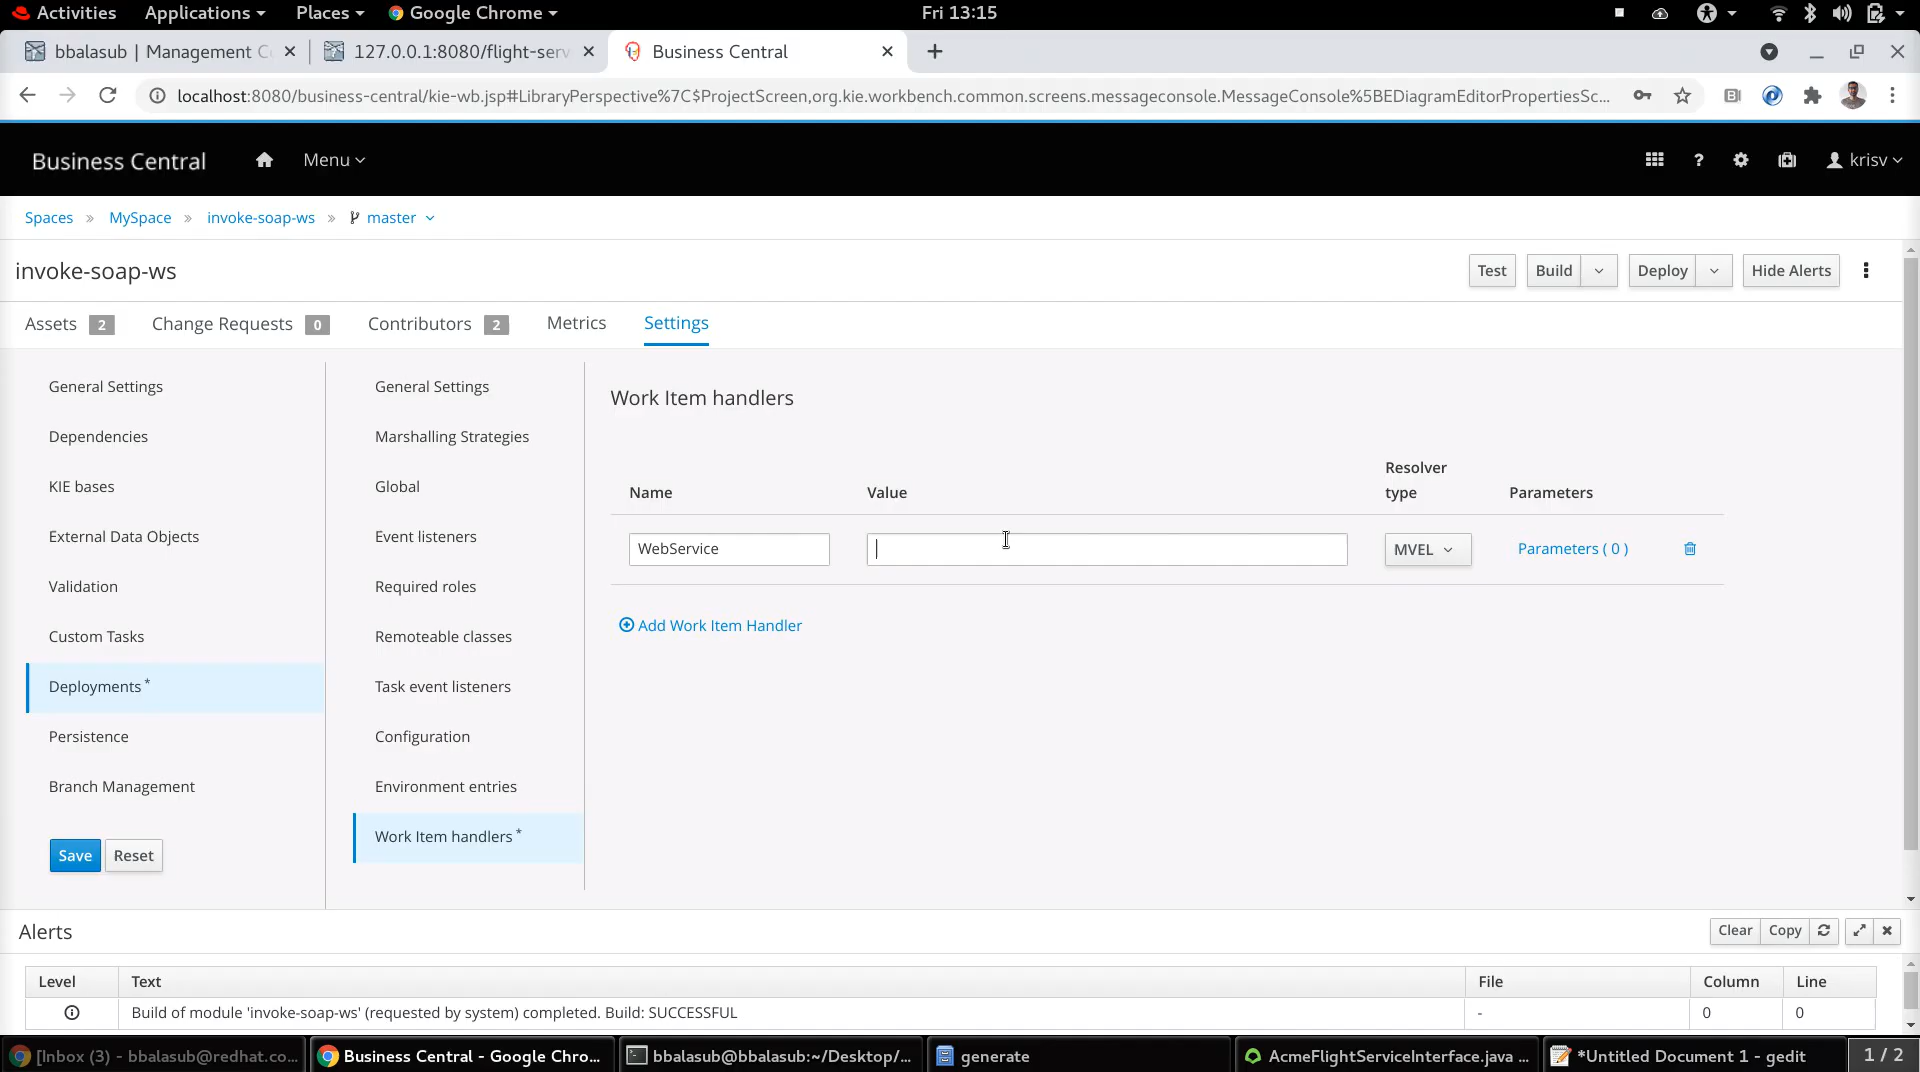 Activities
Applications
Places
Google Chrome
Fri 13:15
bbalasub | Management C
127.0.0.1:8080/flight-serv
Business Central
localhost:8080/business-central/kie-wb.jsp#LibraryPerspective%7C$ProjectScreen,org.kie.workbench.common.screens.messageconsole.MessageConsole%5BEDiagramEditorPropertiesSc...
Business Central
Menu
?
krisv
Spaces » MySpace » invoke-soap-ws » master
invoke-soap-ws
Test
Build
Deploy
Hide Alerts
Assets 2
Change Requests 0
Contributors 2
Metrics
Settings
General Settings
Dependencies
KIE bases
External Data Objects
Validation
Custom Tasks
Deployments *
Persistence
Branch Management
Save
Reset
General Settings
Marshalling Strategies
Global
Event listeners
Required roles
Remoteable classes
Task event listeners
Configuration
Environment entries
Work Item handlers *
Work Item handlers
Name
Value
Resolver type
Parameters
WebService
MVEL
Parameters ( 0 )
Add Work Item Handler
Alerts
Clear
Copy
Level
Text
File
Column
Line
Build of module 'invoke-soap-ws' (requested by system) completed. Build: SUCCESSFUL
-
0
0
[Inbox (3) - bbalasub@redhat.co...
Business Central - Google Chro...
bbalasub@bbalasub:~/Desktop/...
generate
AcmeFlightServiceInterface.java ...
*Untitled Document 1 - gedit
1 / 2